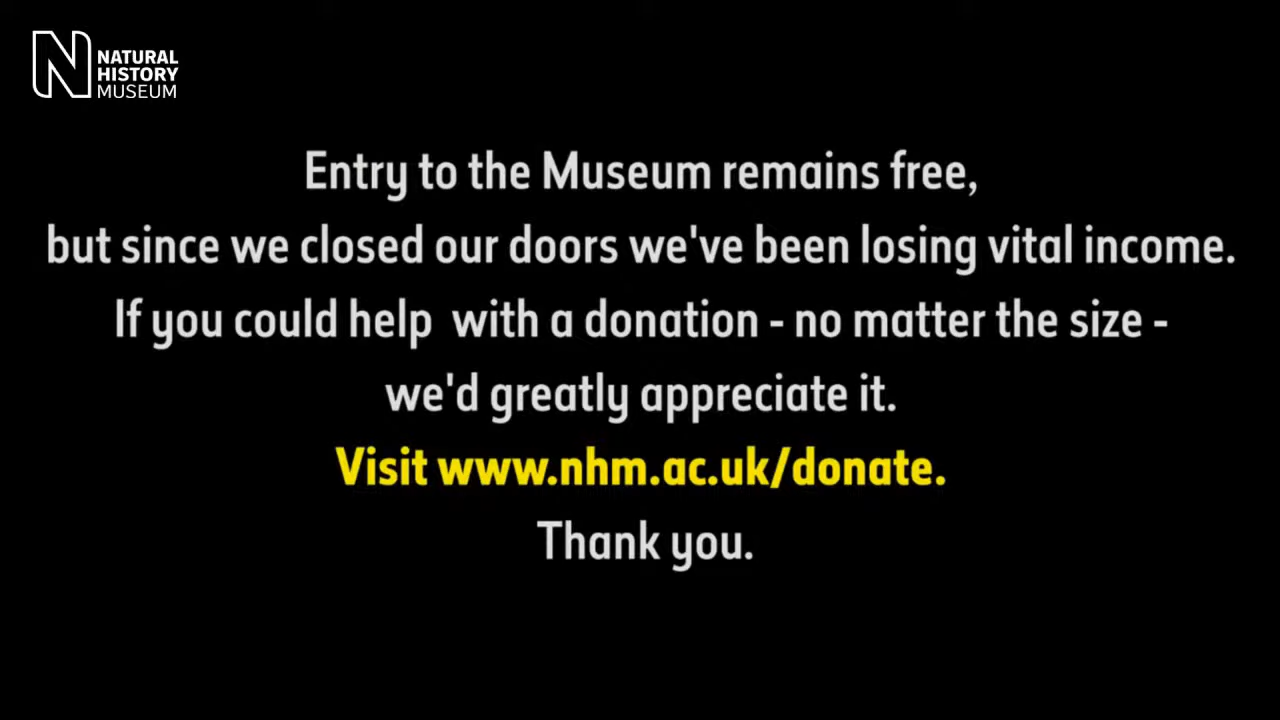 NATURAL
HISTORY
MUSEUM
Entry to the Museum remains free,
but since we closed our doors we've been losing vital income.
If you could help  with a donation - no matter the size -
we'd greatly appreciate it.
Visit www.nhm.ac.uk/donate.
Thank you.